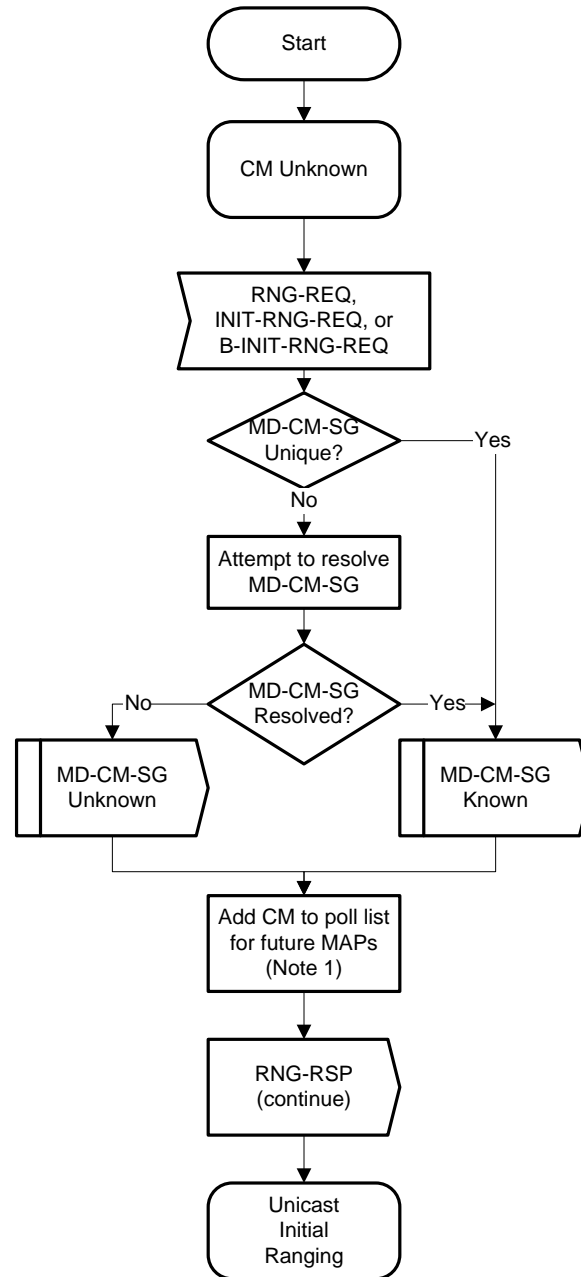 Start
CM Unknown
RNG-REQ,
INIT-RNG-REQ, or
B-INIT-RNG-REQ
MD-CM-SG
Unique?
Yes
No
Attempt to resolve
MD-CM-SG
MD-CM-SG
Resolved?
No
Yes
MD-CM-SG
Unknown
MD-CM-SG
Known
Add CM to poll list
for future MAPs
(Note 1)
RNG-RSP
(continue)
Unicast
Initial
Ranging